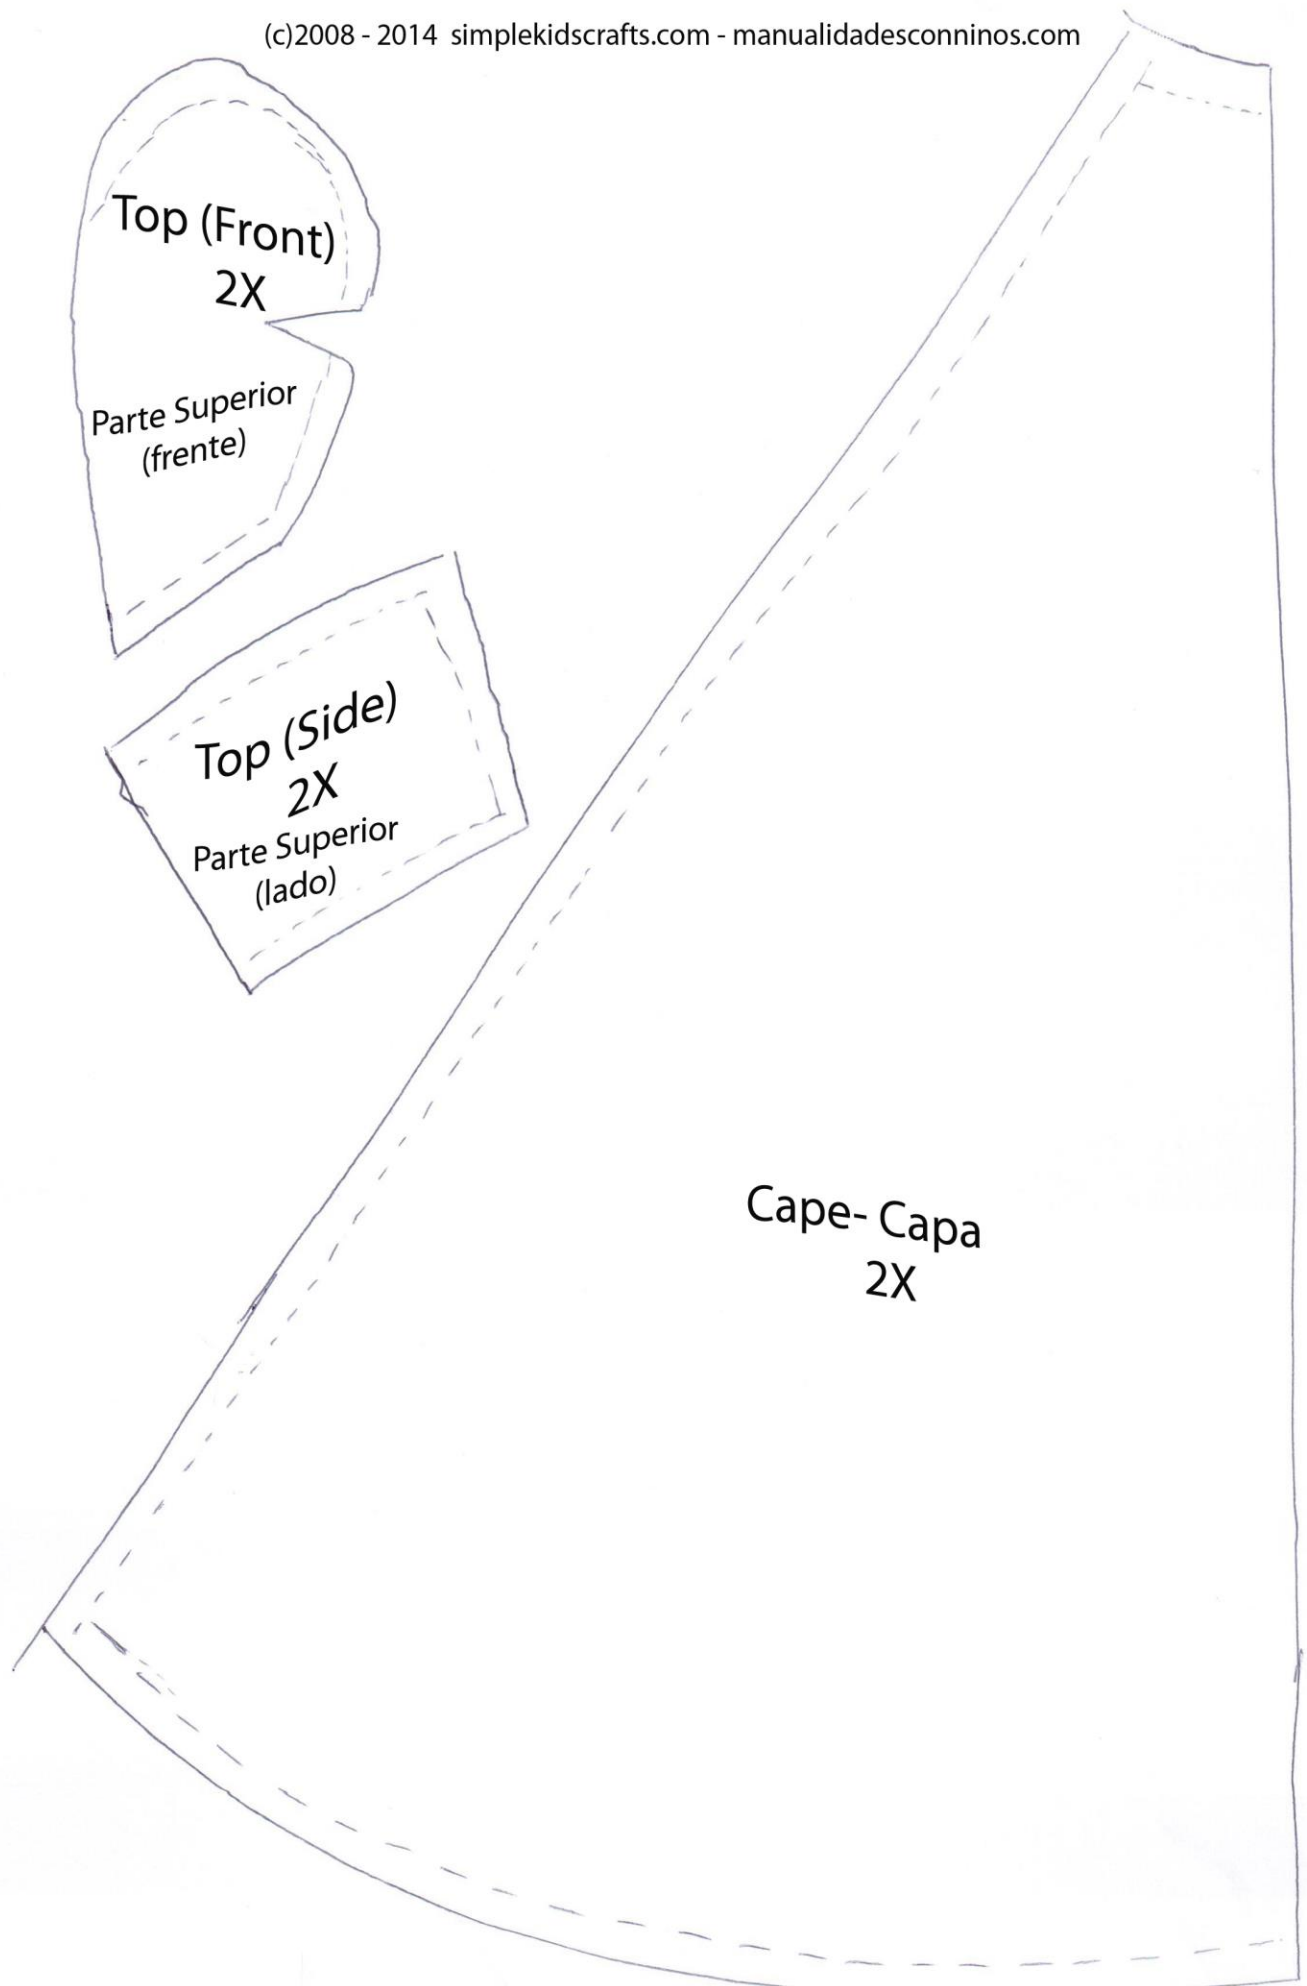 (c)2008 - 2014  simplekidscrafts.com - manualidadesconninos.com
Top (Front)
2X
Parte Superior
(frente)
Top (Side)
2X
Parte Superior
(lado)
Cape- Capa
2X